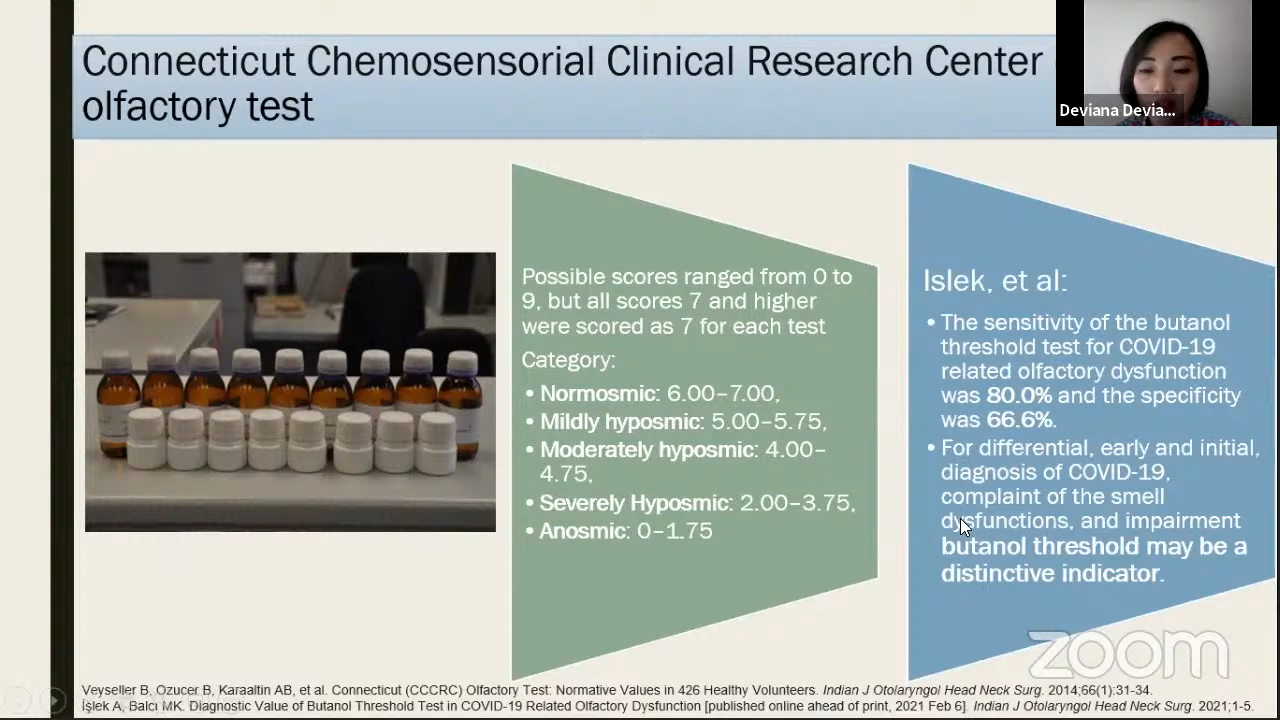 Connecticut Chemosensorial Clinical Research Center
olfactory test
Deviana Devia...
Possible scores ranged from 0 to
9, but all scores 7 and higher
were scored as 7 for each test
Category:
• Normosmic: 6.00–7.00,
• Mildly hyposmic: 5.00–5.75,
• Moderately hyposmic: 4.00–
4.75,
• Severely Hyposmic: 2.00–3.75,
• Anosmic: 0–1.75
Islek, et al:
• The sensitivity of the butanol
threshold test for COVID-19
related olfactory dysfunction
was 80.0% and the specificity
was 66.6%.
• For differential, early and initial,
diagnosis of COVID-19,
complaint of the smell
dysfunctions, and impairment
butanol threshold may be a
distinctive indicator.
zoom
Veyseller B, Ozucer B, Karaaltin AB, et al. Connecticut (CCCRC) Olfactory Test: Normative Values in 426 Healthy Volunteers. Indian J Otolaryngol Head Neck Surg. 2014;66(1):31-34.
İşlek A, Balcı MK. Diagnostic Value of Butanol Threshold Test in COVID-19 Related Olfactory Dysfunction [published online ahead of print, 2021 Feb 6]. Indian J Otolaryngol Head Neck Surg. 2021;1-5.